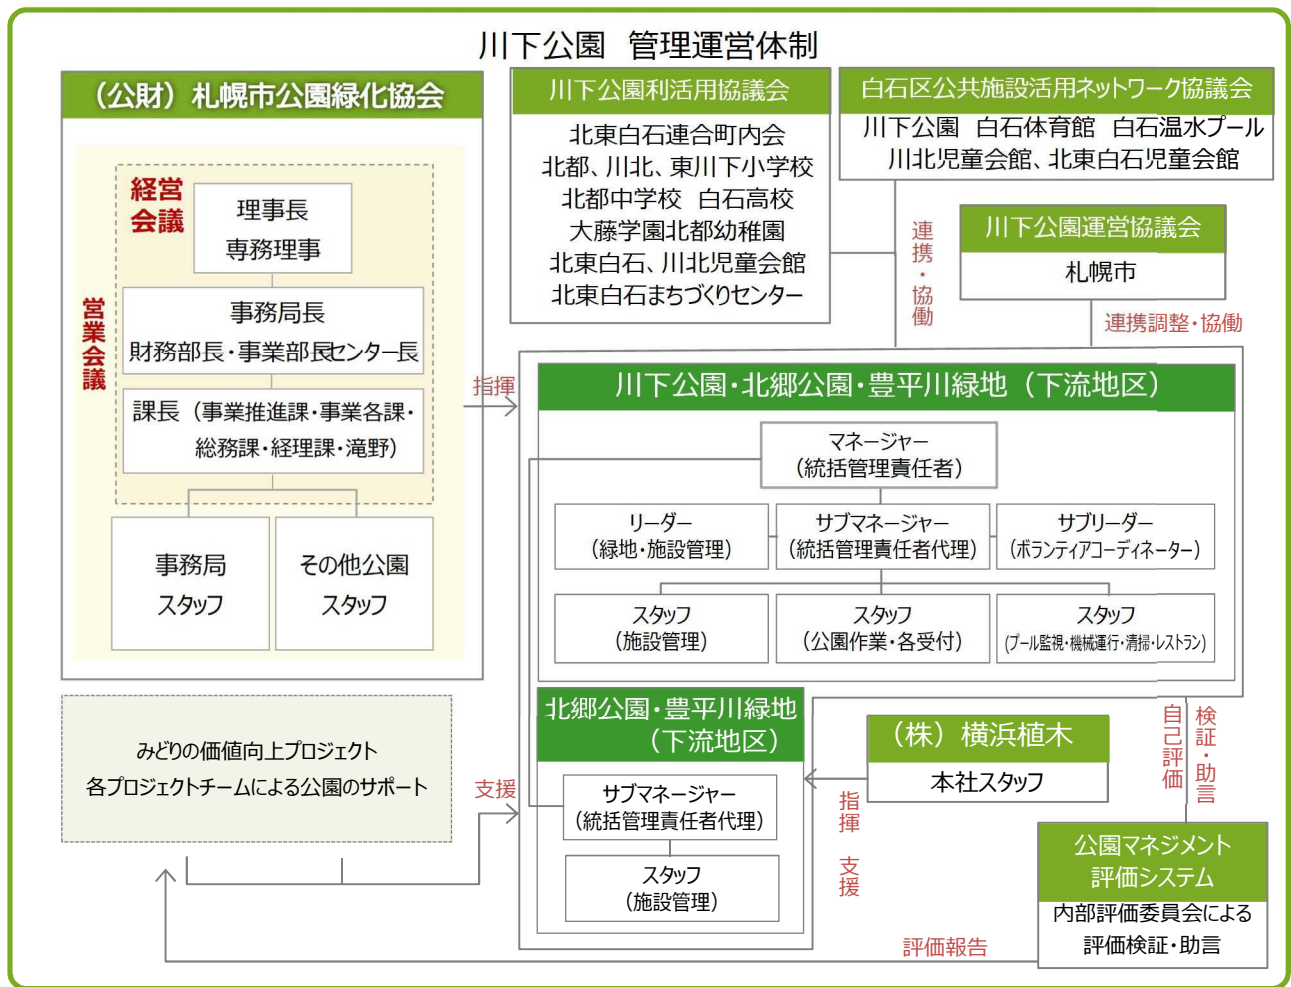 川下公園 管理運営体制
（公財）札幌市公園緑化協会
経営
会議
理事長
専務理事
営業会議
事務局長
財務部長・事業部長センター長
課長（事業推進課・事業各課・
総務課・経理課・滝野）
事務局
スタッフ
その他公園
スタッフ
川下公園利活用協議会
北東白石連合町内会
北都、川北、東川下小学校
北都中学校 白石高校
大藤学園北都幼稚園
北東白石、川北児童会館
北東白石まちづくりセンター
白石区公共施設活用ネットワーク協議会
川下公園 白石体育館 白石温水プール
川北児童会館、北東白石児童会館
連携・協働
川下公園運営協議会
札幌市
連携調整・協働
指揮
川下公園・北郷公園・豊平川緑地（下流地区）
マネージャー
（統括管理責任者）
リーダー
（緑地・施設管理）
サブマネージャー
（統括管理責任者代理）
サブリーダー
（ボランティアコーディネーター）
スタッフ
（施設管理）
スタッフ
（公園作業・各受付）
スタッフ
（プール監視・機械運行・清掃・レストラン）
みどりの価値向上プロジェクト
各プロジェクトチームによる公園のサポート
支援
北郷公園・豊平川緑地
（下流地区）
サブマネージャー
（統括管理責任者代理）
スタッフ
（施設管理）
（株）横浜植木
本社スタッフ
指揮 支援
自己評価
検証・助言
公園マネジメント
評価システム
内部評価委員会による
評価検証・助言
評価報告